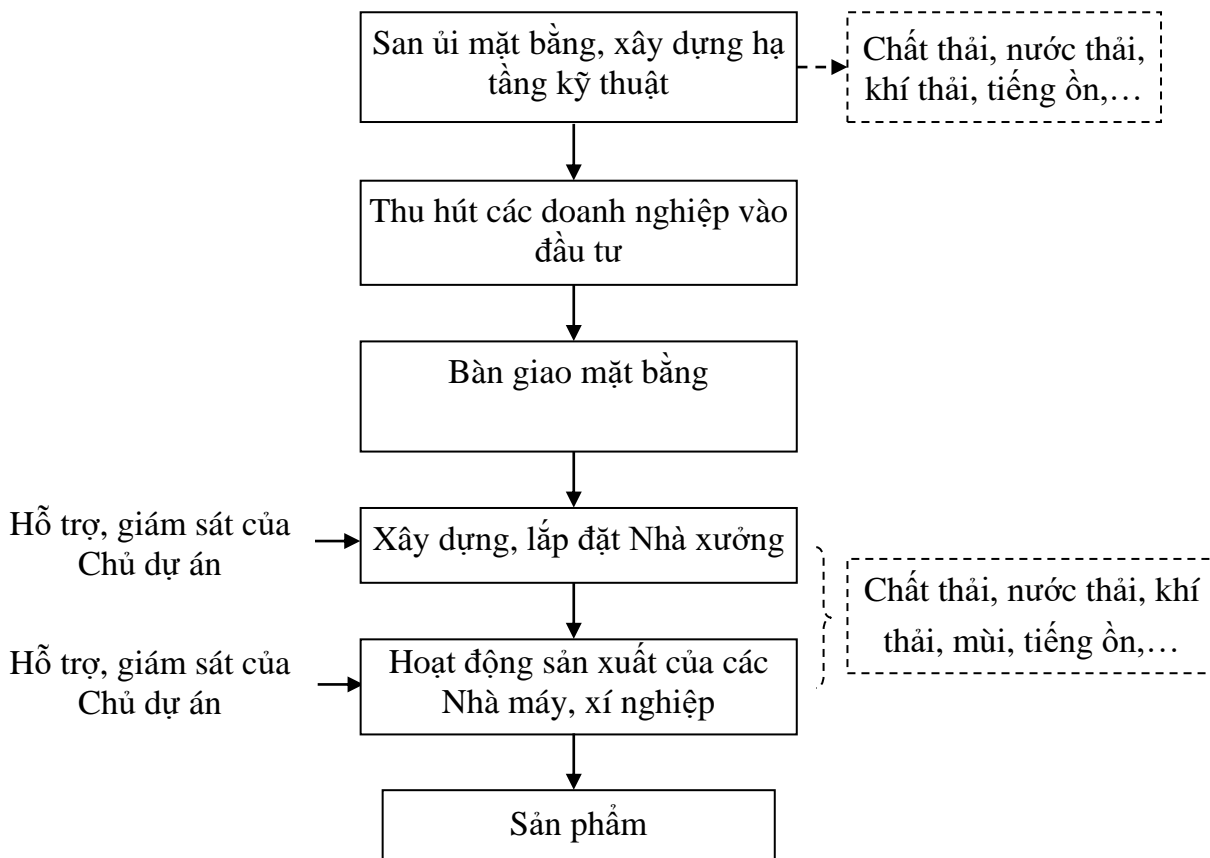 San ủi mặt bằng, xây dựng hạ
tầng kỹ thuật
Chất thải, nước thải,
khí thải, tiếng ồn,…
Thu hút các doanh nghiệp vào
đầu tư
Bàn giao mặt bằng
Hỗ trợ, giám sát của
Chủ dự án
Xây dựng, lắp đặt Nhà xưởng
Chất thải, nước thải, khí
thải, mùi, tiếng ồn,…
Hỗ trợ, giám sát của
Chủ dự án
Hoạt động sản xuất của các
Nhà máy, xí nghiệp
Sản phẩm